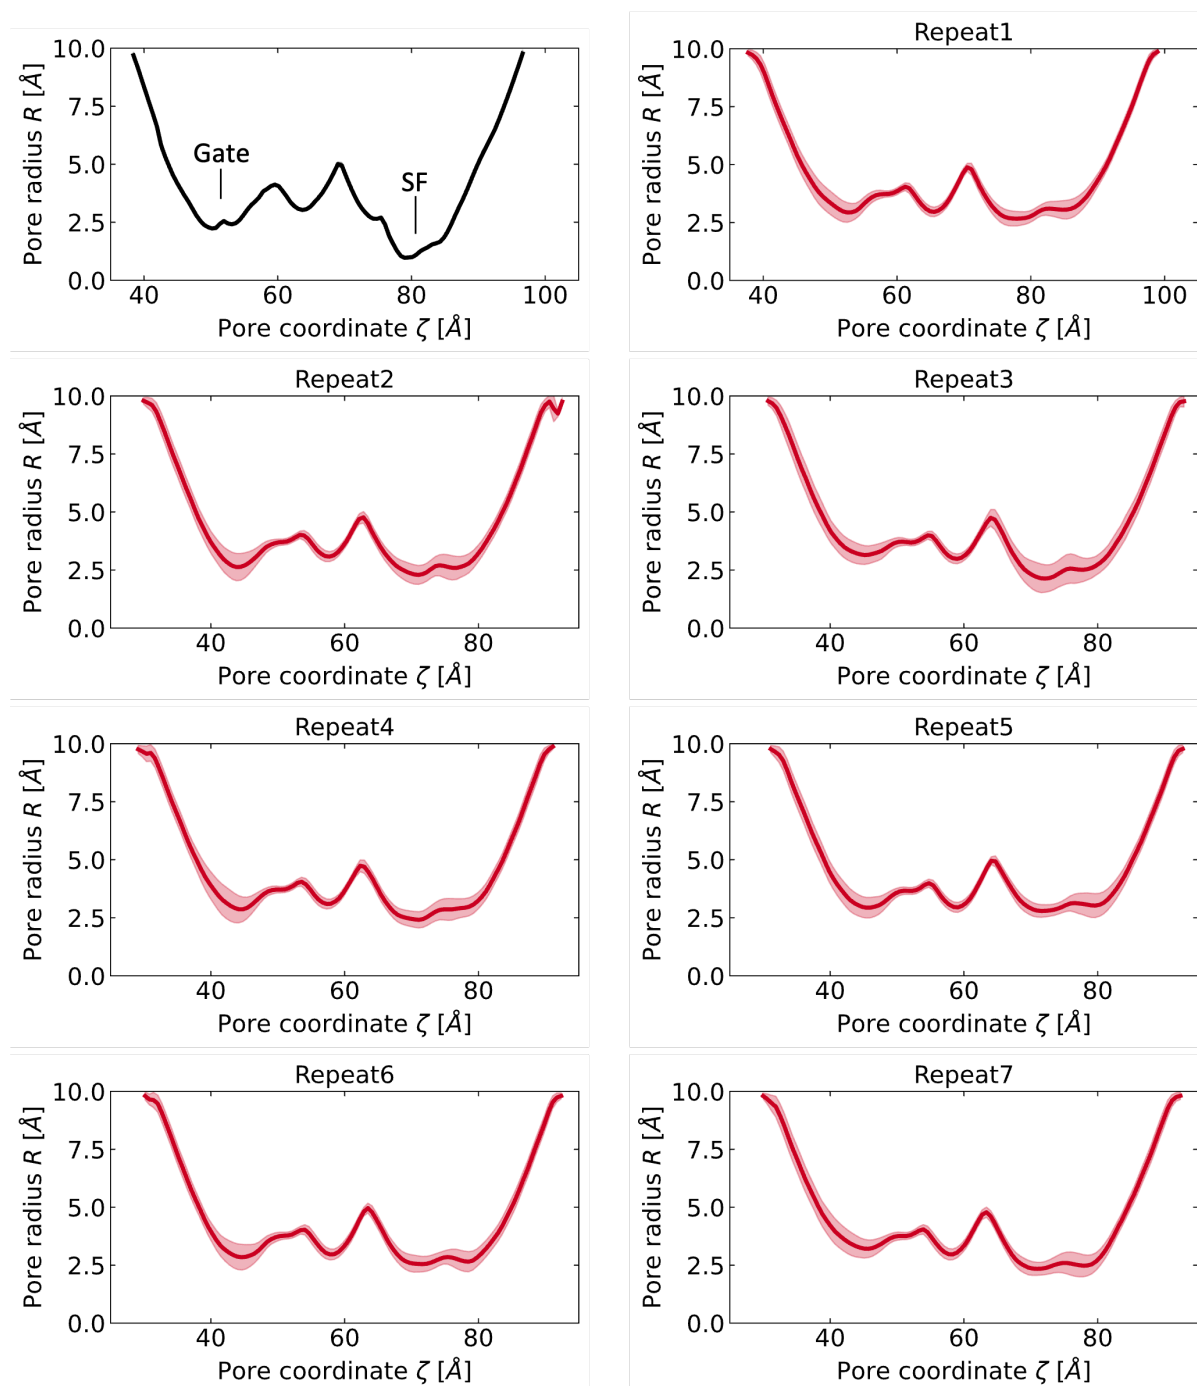 10.0
7.5
5.0
2.5
0.0
Gate
SF
40 60 80 100
Pore radius R [Å]
Pore coordinate ζ [Å]
Repeat1
10.0
7.5
5.0
2.5
0.0
40 60 80 100
Pore radius R [Å]
Pore coordinate ζ [Å]
Repeat2
10.0
7.5
5.0
2.5
0.0
40 60 80
Pore radius R [Å]
Pore coordinate ζ [Å]
Repeat3
10.0
7.5
5.0
2.5
0.0
40 60 80
Pore radius R [Å]
Pore coordinate ζ [Å]
Repeat4
10.0
7.5
5.0
2.5
0.0
40 60 80
Pore radius R [Å]
Pore coordinate ζ [Å]
Repeat5
10.0
7.5
5.0
2.5
0.0
40 60 80
Pore radius R [Å]
Pore coordinate ζ [Å]
Repeat6
10.0
7.5
5.0
2.5
0.0
40 60 80
Pore radius R [Å]
Pore coordinate ζ [Å]
Repeat7
10.0
7.5
5.0
2.5
0.0
40 60 80
Pore radius R [Å]
Pore coordinate ζ [Å]